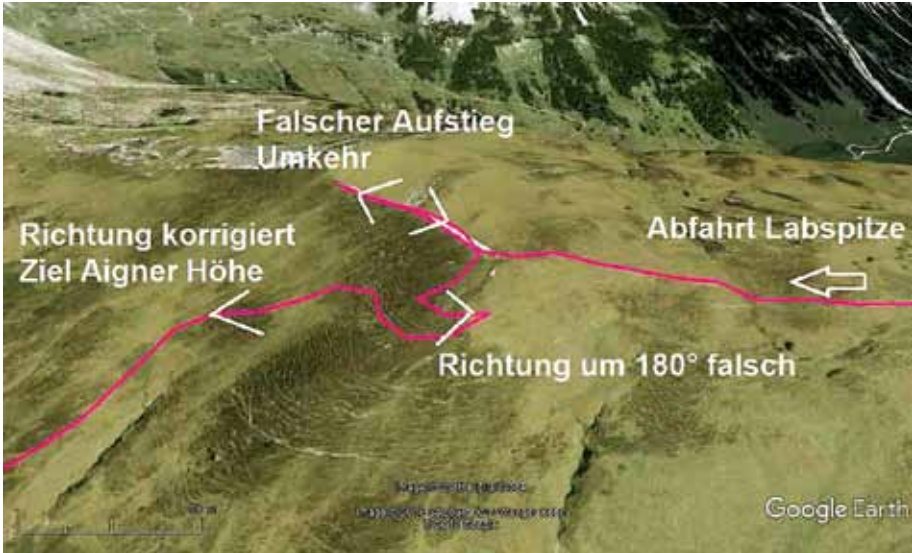 Falscher Aufstieg
Umkehr
Richtung korrigiert
Ziel Aigner Höhe
Abfahrt Labspitze
Richtung um 180° falsch
Google Earth